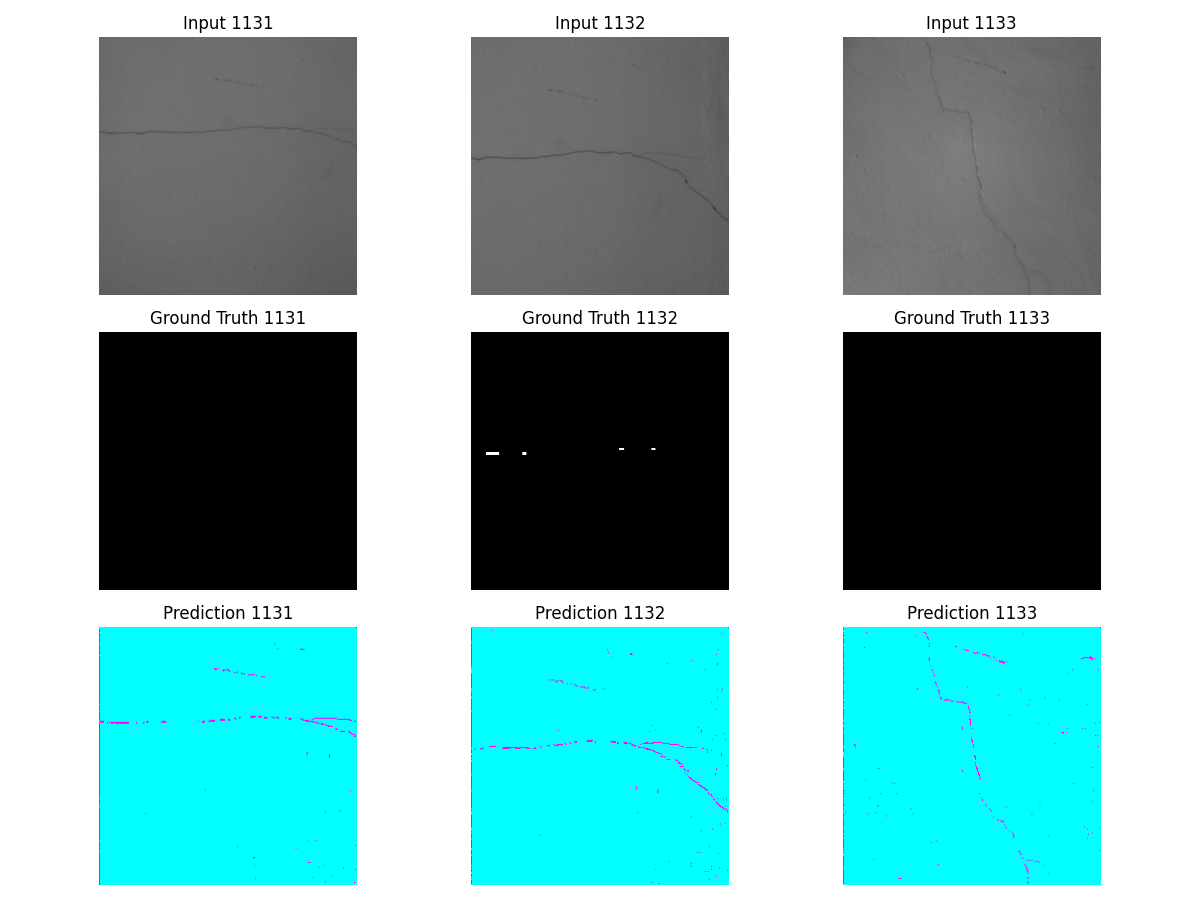 Input 1131
Input 1132
Input 1133
Ground Truth 1131
Ground Truth 1132
Ground Truth 1133
Prediction 1131
Prediction 1132
Prediction 1133